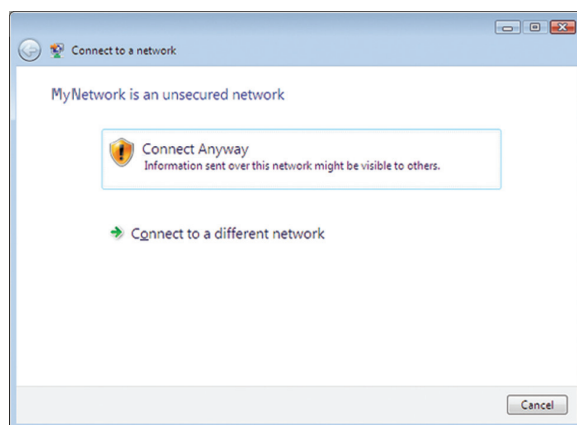 Connect to a network
MyNetwork is an unsecured network
Connect Anyway
Information sent over this network might be visible to others.
Connect to a different network
Cancel